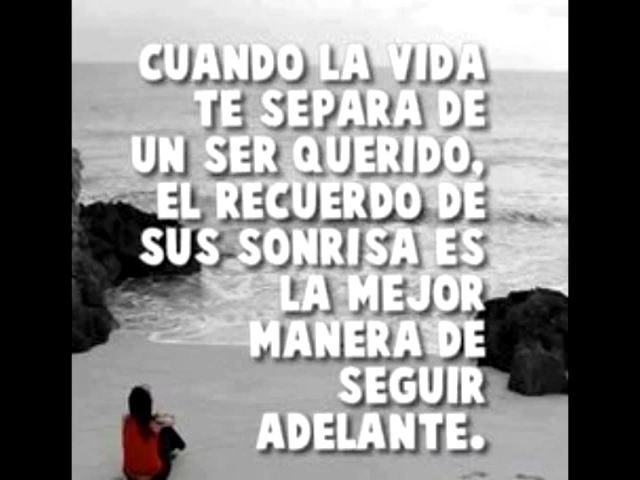 CUANDO LA VIDA
TE SEPARA DE
UN SER QUERIDO,
EL RECUERDO DE
SUS SONRISA ES
LA MEJOR
MANERA DE
SEGUIR
ADELANTE.